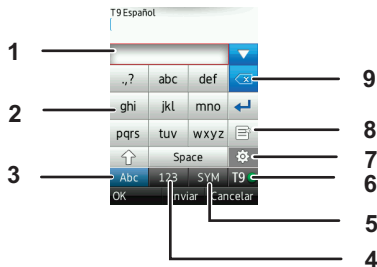 T9 Español
1
.,? abc def
9
2
ghi jkl mno
pqrs tuv wxyz
8
Space
7
3
Abc 123 SYM T9
6
OK nviar Cancelar
5
4